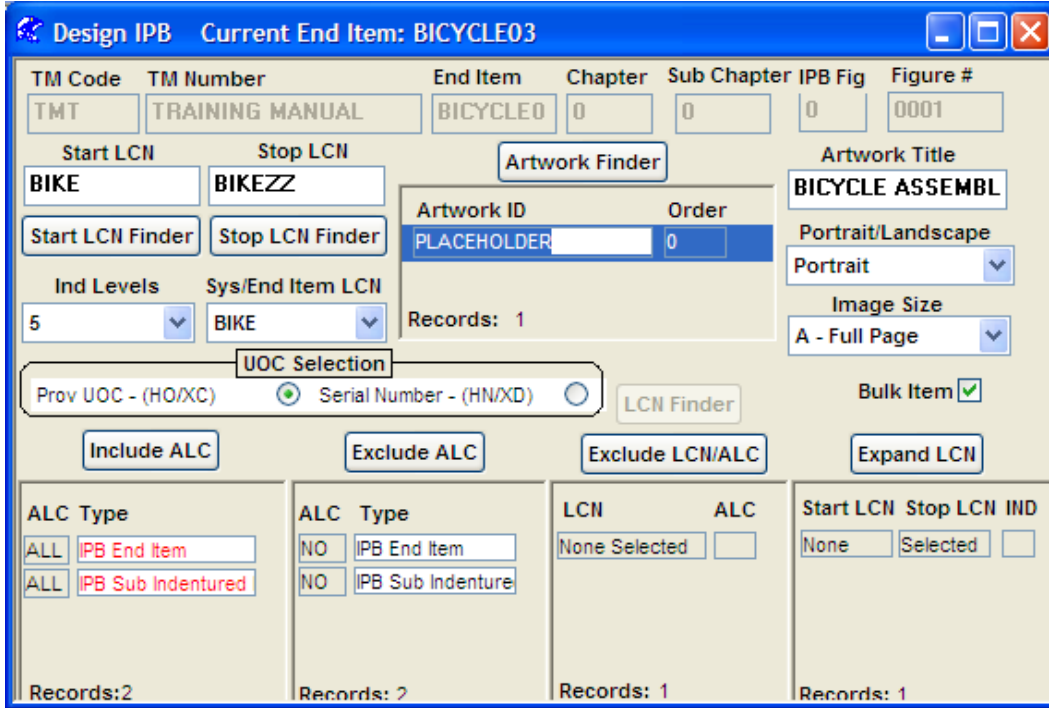 Design IPB Current End Item: BICYCLE03
TM Code TM Number End Item Chapter Sub Chapter IPB Fig Figure #
TMT TRAINING MANUAL BICYCLE0 0 0 0 0001
Start LCN Stop LCN Artwork Finder Artwork Title
BIKE BIKEZZ BICYCLE ASSEMBL
Artwork ID Order
Start LCN Finder Stop LCN Finder PLACEHOLDER 0 Portrait/Landscape
Portrait
Ind Levels Sys/End Item LCN Image Size
5 BIKE Records: 1 A - Full Page
UOC Selection
Prov UOC - (HO/XC) Serial Number - (HN/XD) LCN Finder Bulk Item
Include ALC Exclude ALC Exclude LCN/ALC Expand LCN
ALC Type ALC Type LCN ALC Start LCN Stop LCN IND
ALL IPB End Item NO IPB End Item None Selected None Selected
ALL IPB Sub Indentured NO IPB Sub Indenture
Records:2 Records: 2 Records: 1 Records: 1